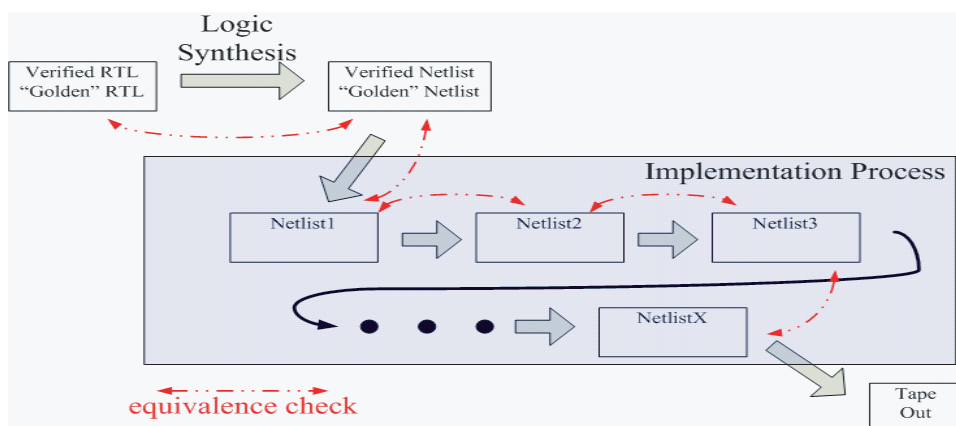 Logic
Synthesis
Verified RTL
“Golden” RTL
Verified Netlist
“Golden” Netlist
Implementation Process
Netlist1
Netlist2
Netlist3
NetlistX
equivalence check
Tape
Out